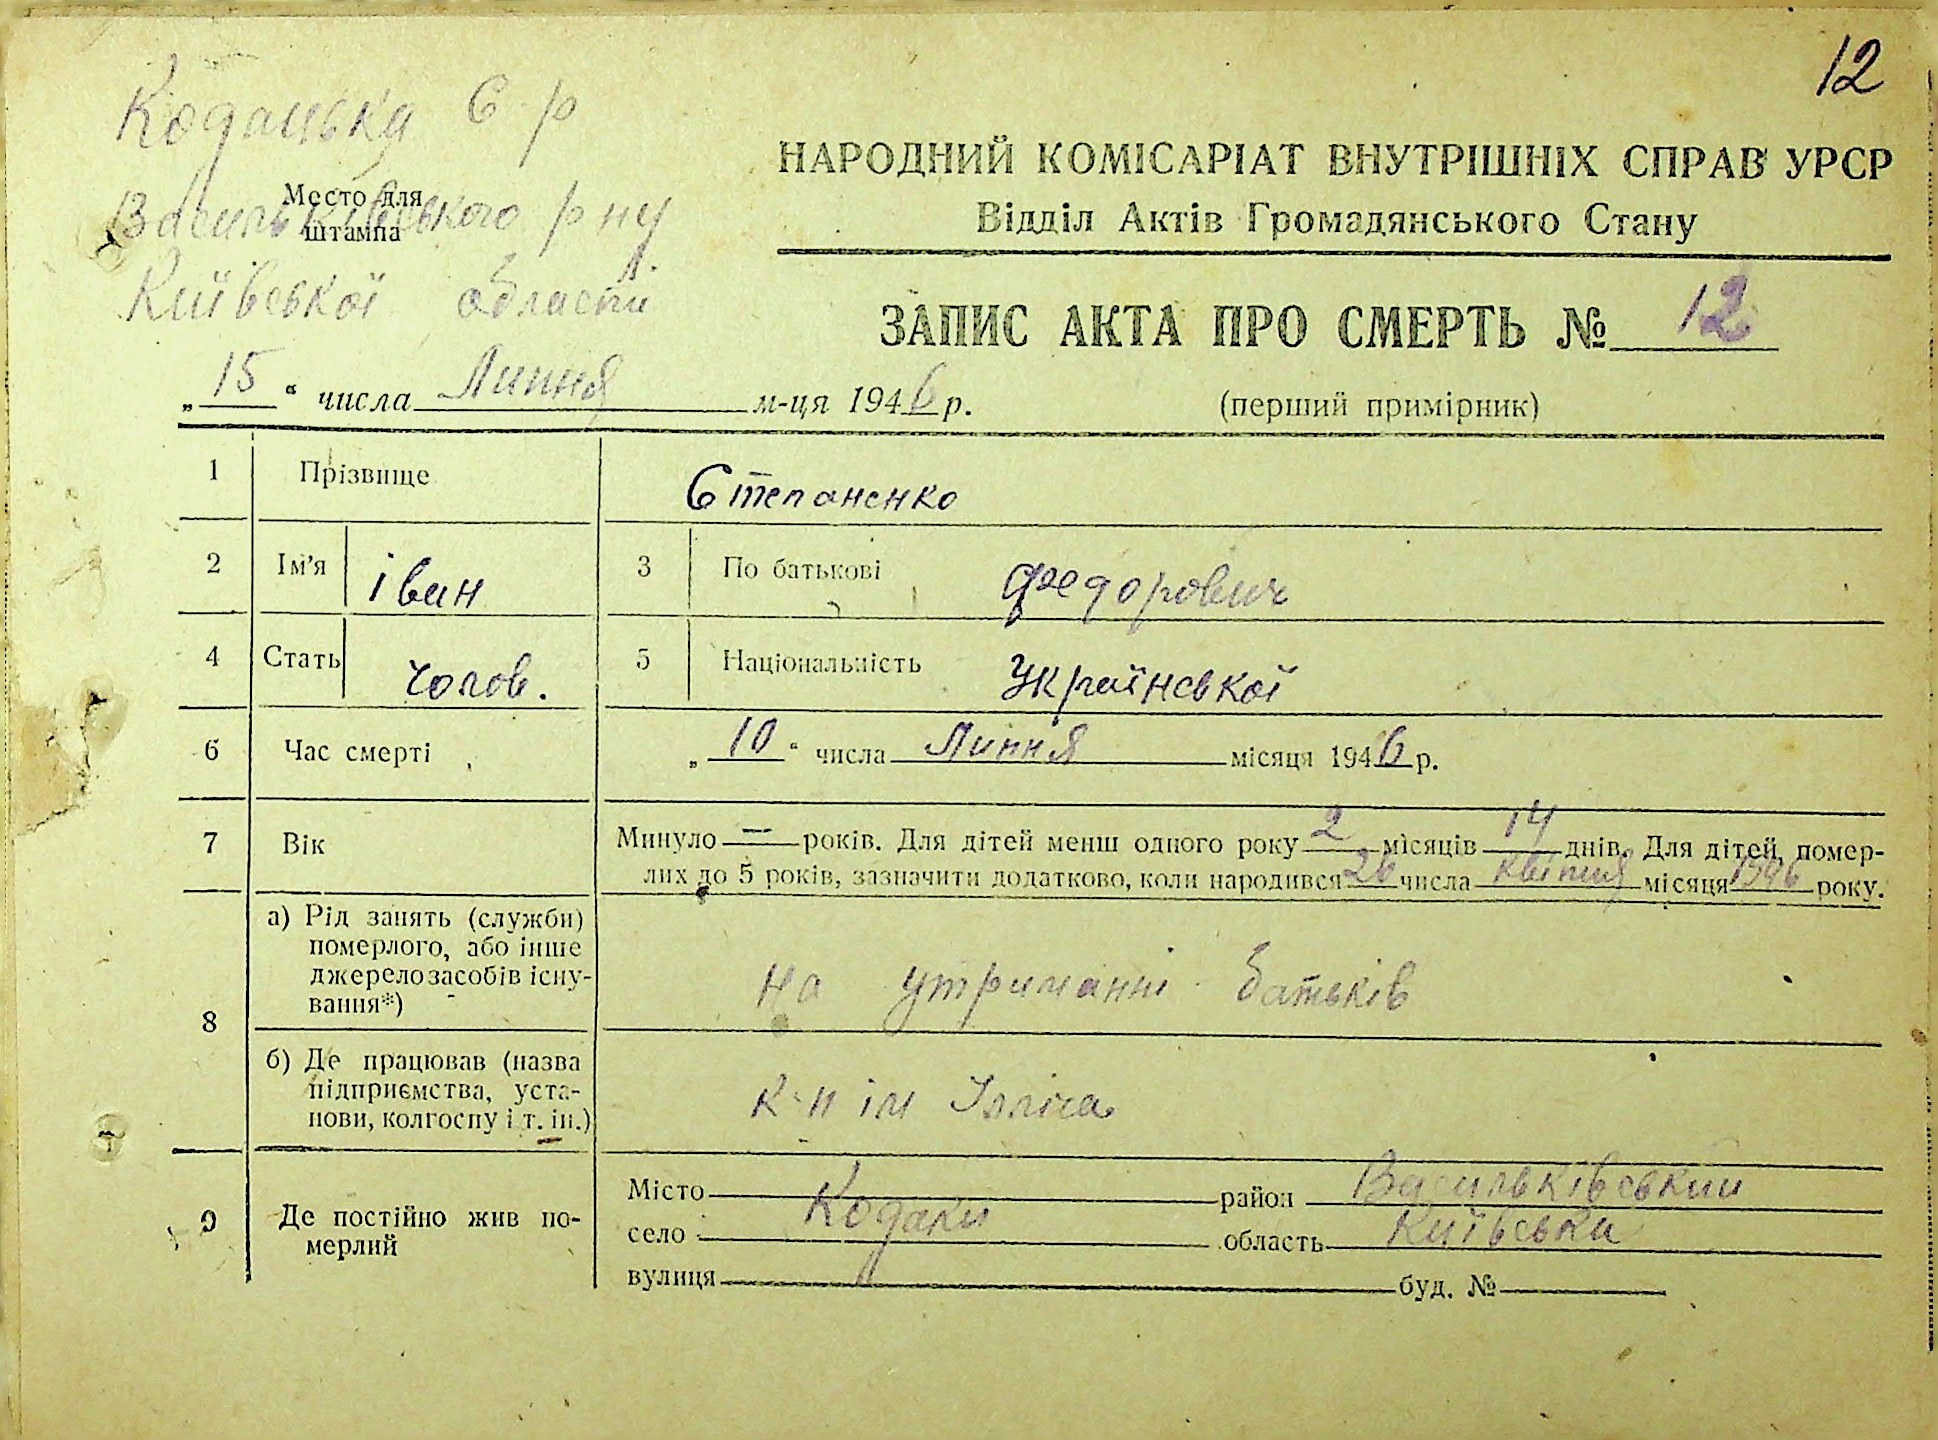 12
Кодацька С р
Место для
Васильківського р ну
штампа
Київської области
НАРОДНИЙ КОМІСАРІАТ ВНУТРІШНІХ СПРАВ УРСР
Відділ Актів Громадянського Стану
ЗАПИС АКТА ПРО СМЕРТЬ № 12
„15“ числа Липня м-ця 1946 р.
(перший примірник)
1 Прізвище Степаненко
2 Ім'я іван 3 По батькові Федорович
4 Стать чолов. 5 Національність Української
6 Час смерті „10“ числа Липня місяця 1946 р.
7 Вік Минуло — років. Для дітей менш одного року 2 місяців 14 днів. Для дітей, помер-
лих до 5 років, зазначити додатково, коли народився 26 числа квітня місяця 1946 року.
8 а) Рід занять (служби)
померлого, або інше
джерело засобів існу-
вання*)
на утриманні батьків
б) Де працював (назва
підприємства, уста-
нови, колгоспу і т. ін.)
к-п ім Ілліча
9 Де постійно жив по-
мерлий
Місто район Васильківський
село Кодаки область Київська
вулиця буд. №